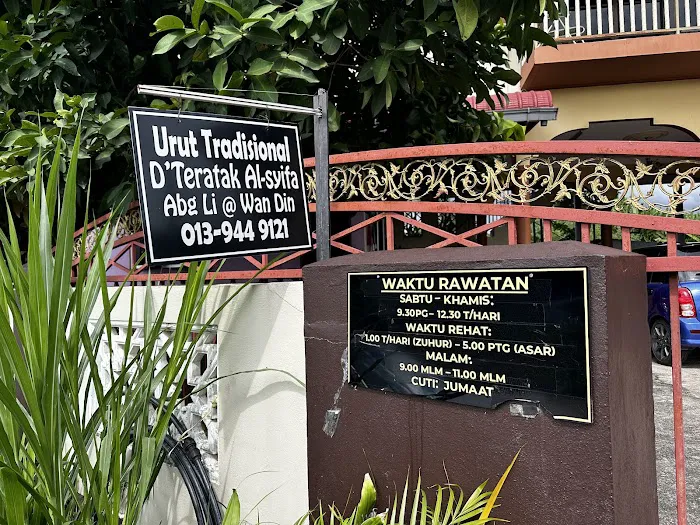 Urut Tradisional
D'Teratak Al-syifa
Abg Li @ Wan Din
013-944 9121
WAKTU RAWATAN
SABTU - KHAMIS:
9.30PG- 12.30 T/HARI
WAKTU REHAT:
1.00 T/HARI (ZUHUR) - 5.00 PTG (ASAR)
MALAM:
9.00 MLM - 11.00 MLM
CUTI: JUMAAT